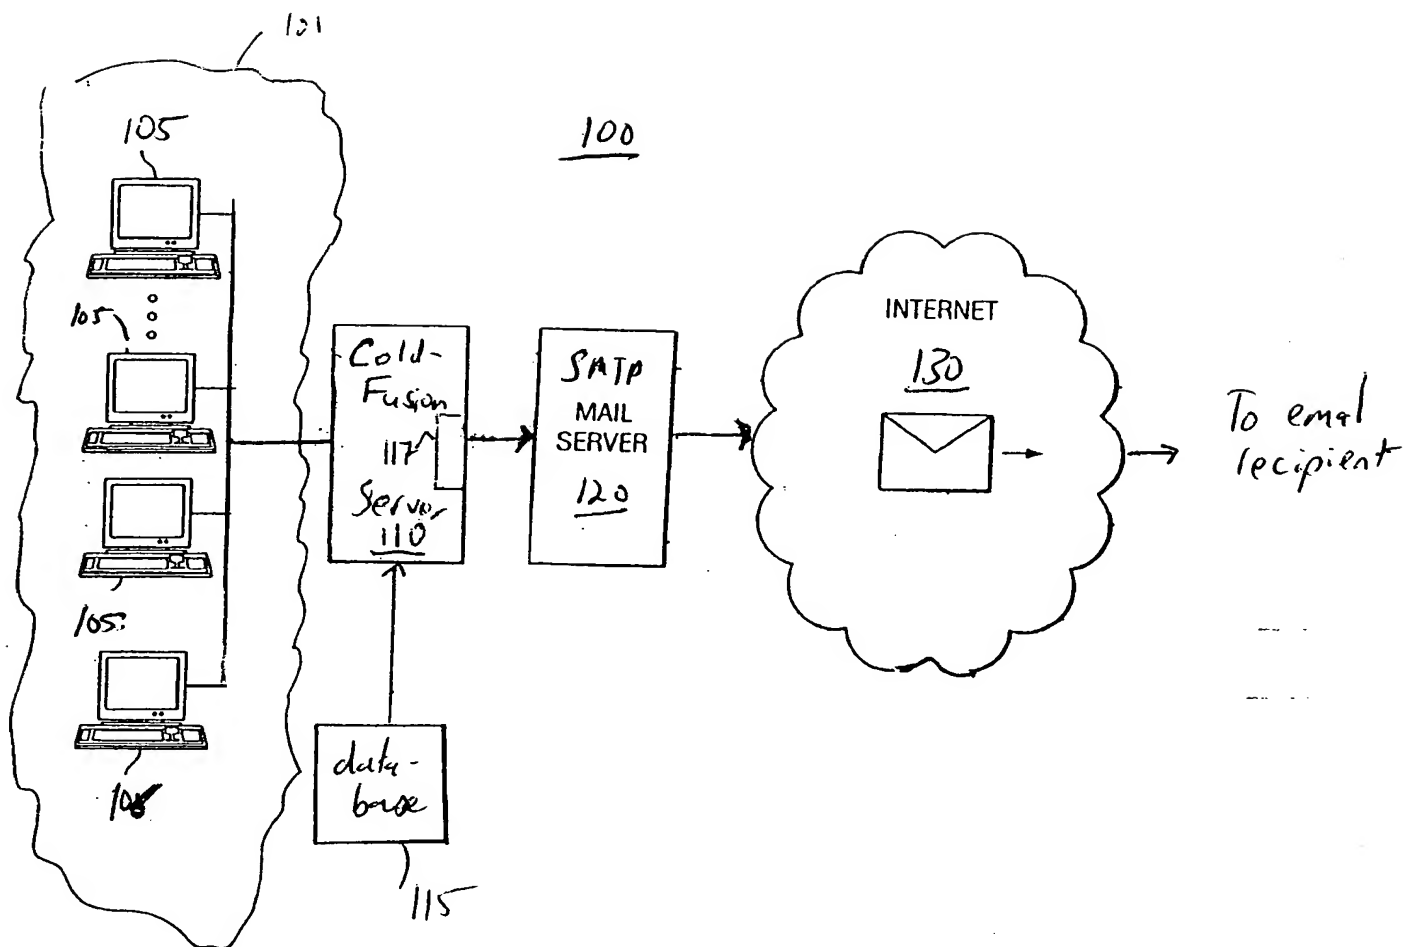 101
105
100
105
Cold-
Fusion
117
Server
110
SMTP
MAIL
SERVER
120
INTERNET
130
To email
recipient
105
data-
base
115